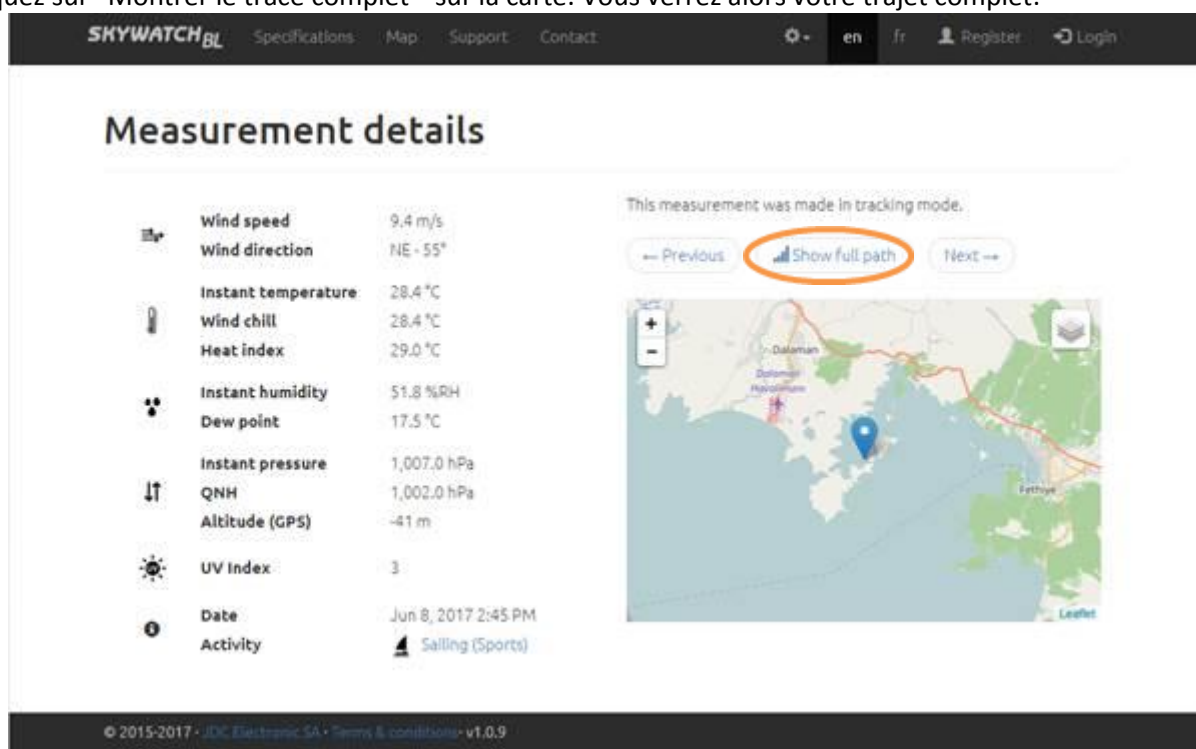 quez sur "Montrer le tracé complet" sur la carte. Vous verrez alors votre trajet complet.
SKYWATCH BL Specifications Map Support Contact en fr Register Login
Measurement details
This measurement was made in tracking mode.
← Previous Show full path Next →
Wind speed 9.4 m/s
Wind direction NE - 55°
Instant temperature 28.4 °C
Wind chill 28.4 °C
Heat index 29.0 °C
Instant humidity 51.8 %RH
Dew point 17.5 °C
Instant pressure 1,007.0 hPa
QNH 1,002.0 hPa
Altitude (GPS) -41 m
UV Index 3
Date Jun 8, 2017 2:45 PM
Activity Sailing (Sports)
+
−
Dalaman
Dalaman
Havalimanı
Fethiye
Leaflet
© 2015-2017 · JDC Electronic SA · Terms & conditions · v1.0.9